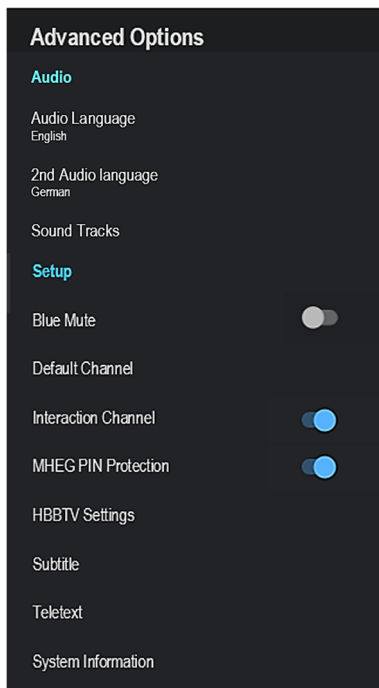 Advanced Options
Audio
Audio Language
English
2nd Audio language
German
Sound Tracks
Setup
Blue Mute
Default Channel
Interaction Channel
MHEG PIN Protection
HBBTV Settings
Subtitle
Teletext
System Information